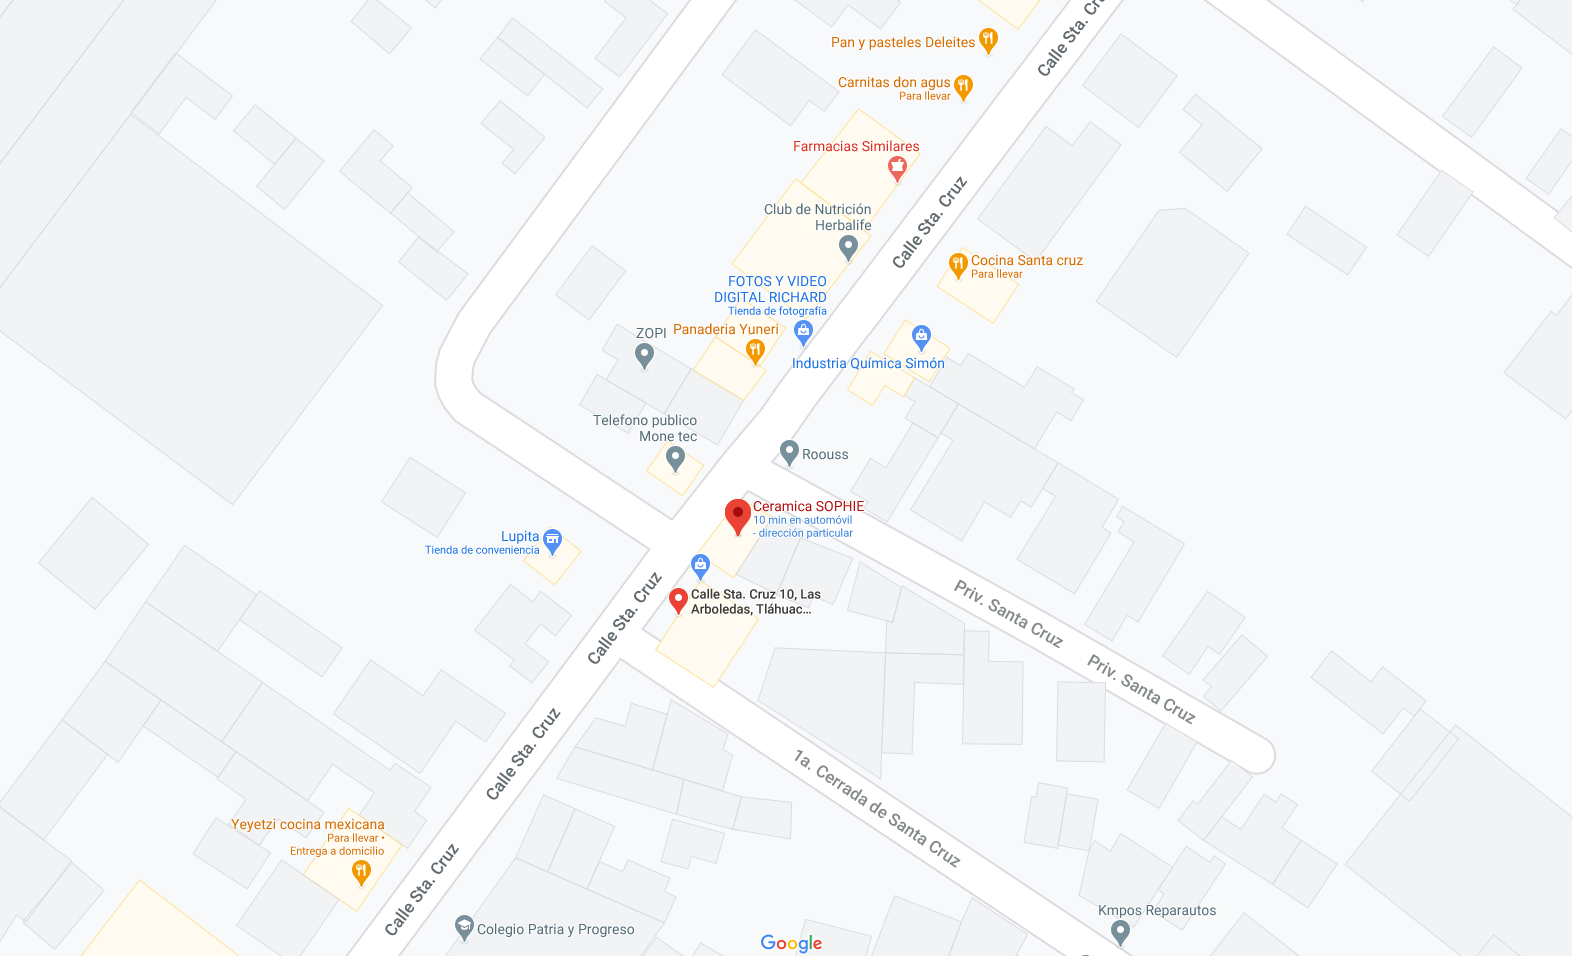 Calle Sta. Cruz
Pan y pasteles Deleites
Carnitas don agus
Para llevar
Farmacias Similares
Calle Sta. Cruz
Club de Nutrición
Herbalife
Cocina Santa cruz
Para llevar
FOTOS Y VIDEO
DIGITAL RICHARD
Tienda de fotografía
ZOPI
Panaderia Yuneri
Industria Química Simón
Telefono publico
Mone tec
Roouss
Ceramica SOPHIE
10 min en automóvil
- dirección particular
Lupita
Tienda de conveniencia
Calle Sta. Cruz 10, Las
Arboledas, Tláhuac...
Calle Sta. Cruz
Priv. Santa Cruz
Priv. Santa Cruz
Calle Sta. Cruz
1a. Cerrada de Santa Cruz
Yeyetzi cocina mexicana
Para llevar •
Entrega a domicilio
Calle Sta. Cruz
Colegio Patria y Progreso
Kmpos Reparautos
Google